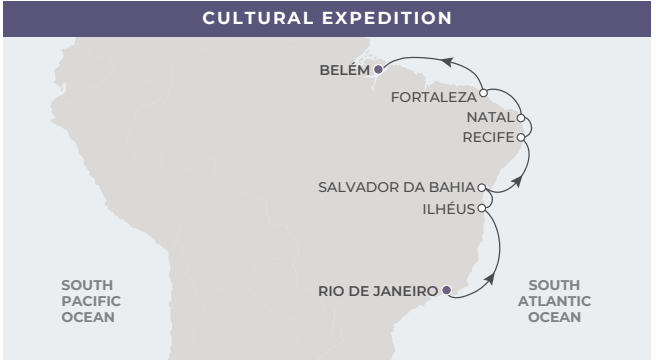 CULTURAL EXPEDITION
BELÉM
FORTALEZA
NATAL
RECIFE
SALVADOR DA BAHIA
ILHÉUS
RIO DE JANEIRO
SOUTH
PACIFIC
OCEAN
SOUTH
ATLANTIC
OCEAN